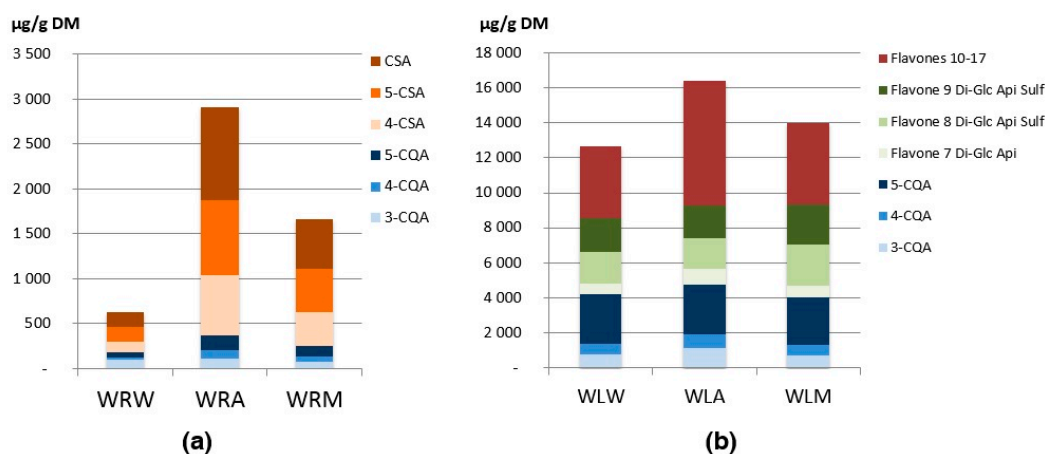 µg/g DM
3 500
3 000
2 500
2 000
1 500
1 000
500
-
WRW WRA WRM
CSA
5-CSA
4-CSA
5-CQA
4-CQA
3-CQA
(a)
µg/g DM
18 000
16 000
14 000
12 000
10 000
8 000
6 000
4 000
2 000
-
WLW WLA WLM
Flavones 10-17
Flavone 9 Di-Glc Api Sulf
Flavone 8 Di-Glc Api Sulf
Flavone 7 Di-Glc Api
5-CQA
4-CQA
3-CQA
(b)